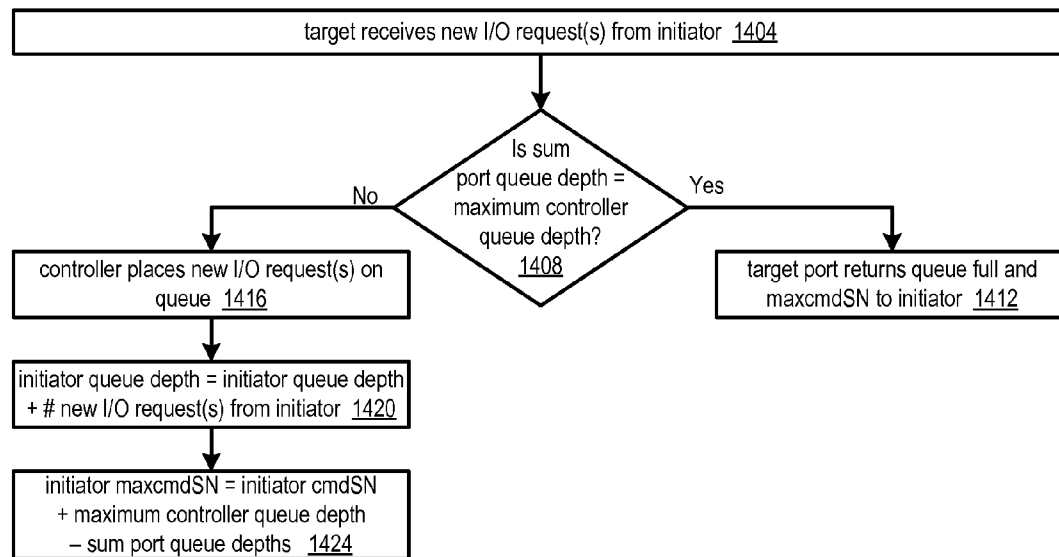 target receives new I/O request(s) from initiator 1404
Is sum
port queue depth =
maximum controller
queue depth?
1408
No
Yes
controller places new I/O request(s) on
queue 1416
target port returns queue full and
maxcmdSN to initiator 1412
initiator queue depth = initiator queue depth
+ # new I/O request(s) from initiator 1420
initiator maxcmdSN = initiator cmdSN
+ maximum controller queue depth
– sum port queue depths 1424